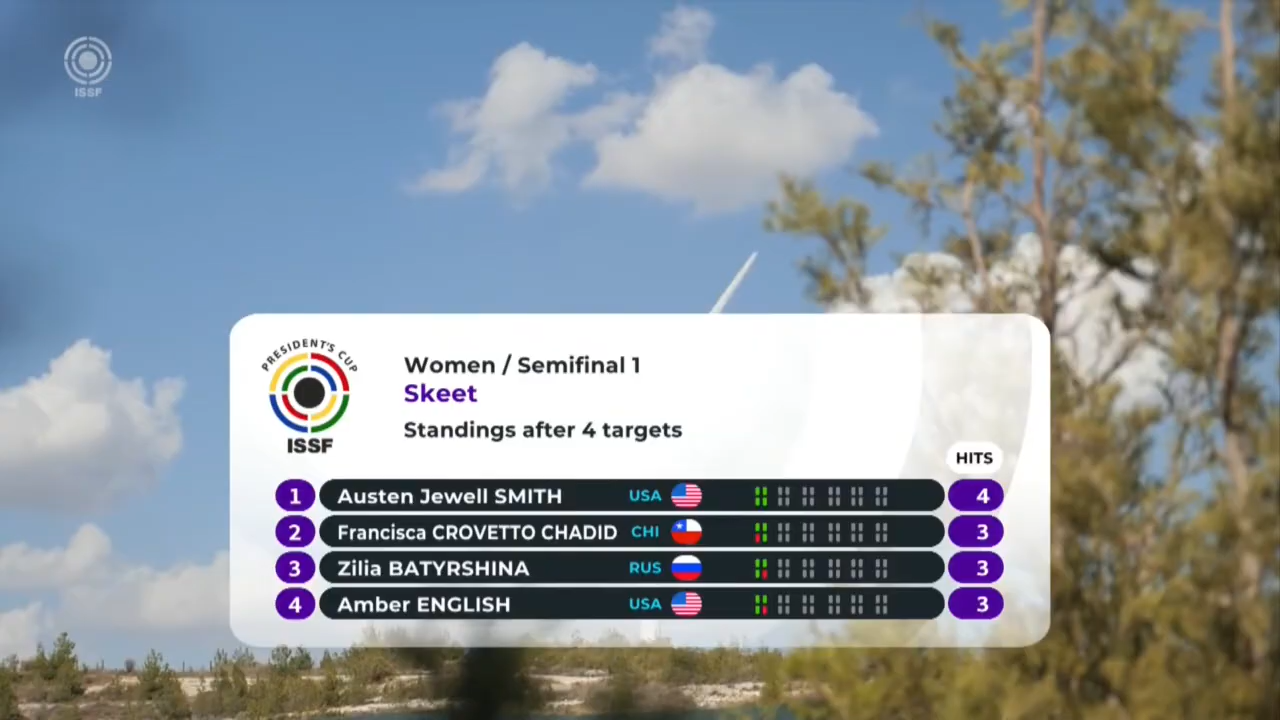 ISSF
PRESIDENT'S CUP
ISSF
Women / Semifinal 1
Skeet
Standings after 4 targets
HITS
1 Austen Jewell SMITH USA 4
2 Francisca CROVETTO CHADID CHI 3
3 Zilia BATYRSHINA RUS 3
4 Amber ENGLISH USA 3